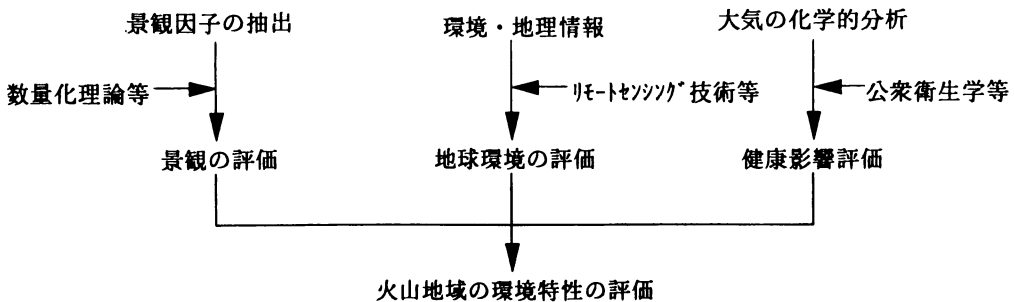 景観因子の抽出
環境・地理情報
大気の化学的分析
数量化理論等
ﾘﾓｰﾄｾﾝｼﾝｸﾞ技術等
公衆衛生学等
景観の評価
地球環境の評価
健康影響評価
火山地域の環境特性の評価